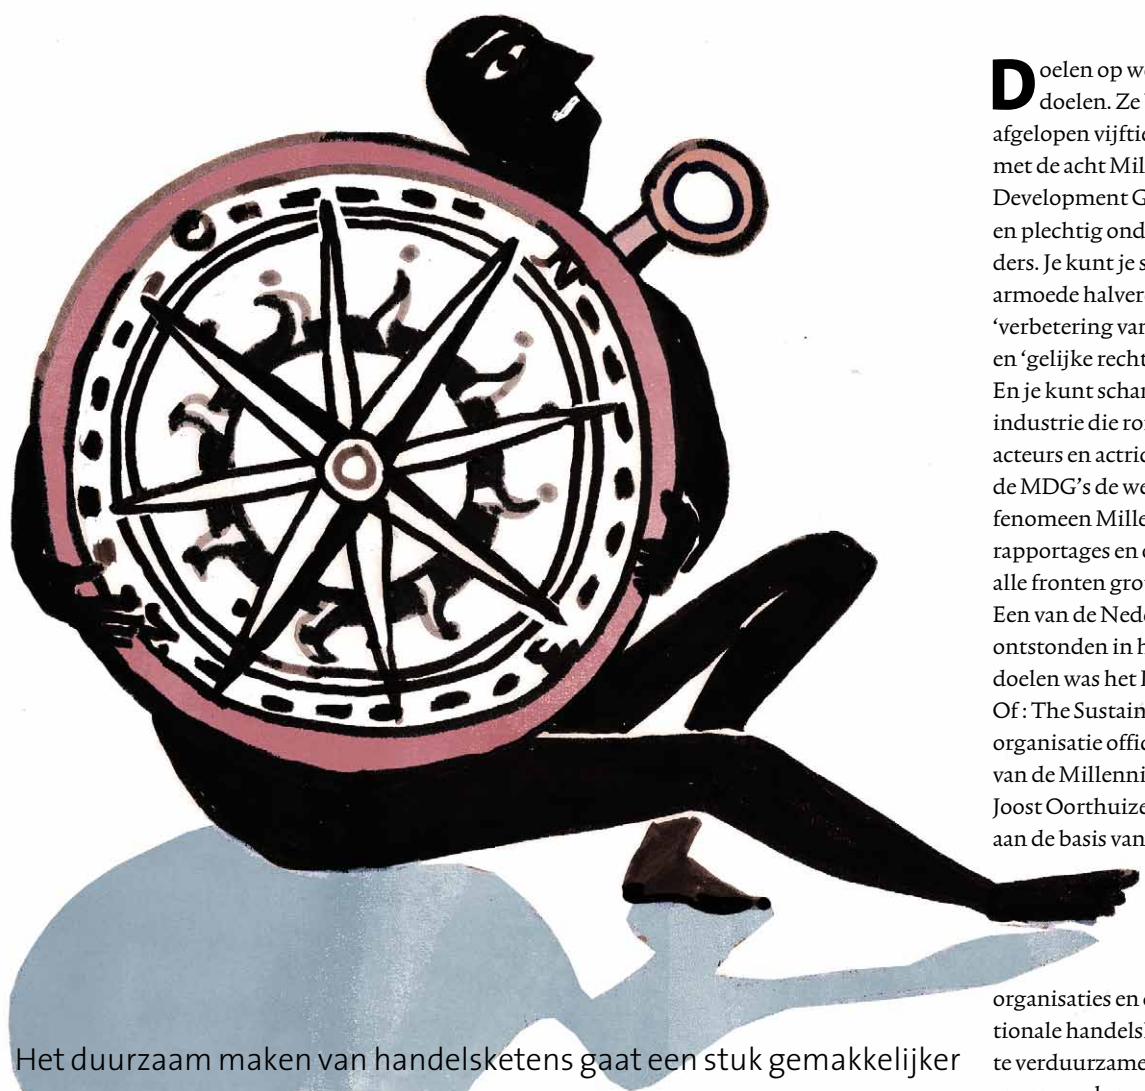 Doelen op we
doelen. Ze
afgelopen vijftie
met de acht Mil
Development G
en plechtig ond
ders. Je kunt je s
armoede halver
‘verbetering van
en ‘gelijke recht
En je kunt scham
industrie die ro
acteurs en actric
de MDG’s de we
fenomeen Mille
rapportages en
alle fronten gro
Een van de Nede
ontstonden in h
doelen was het
Of : The Sustain
organisatie offic
van de Millenni
Joost Oorthuize
aan de basis van
organisaties en
tionale handels
te verduurzame
Het duurzaam maken van handelsketens gaat een stuk gemakkelijker